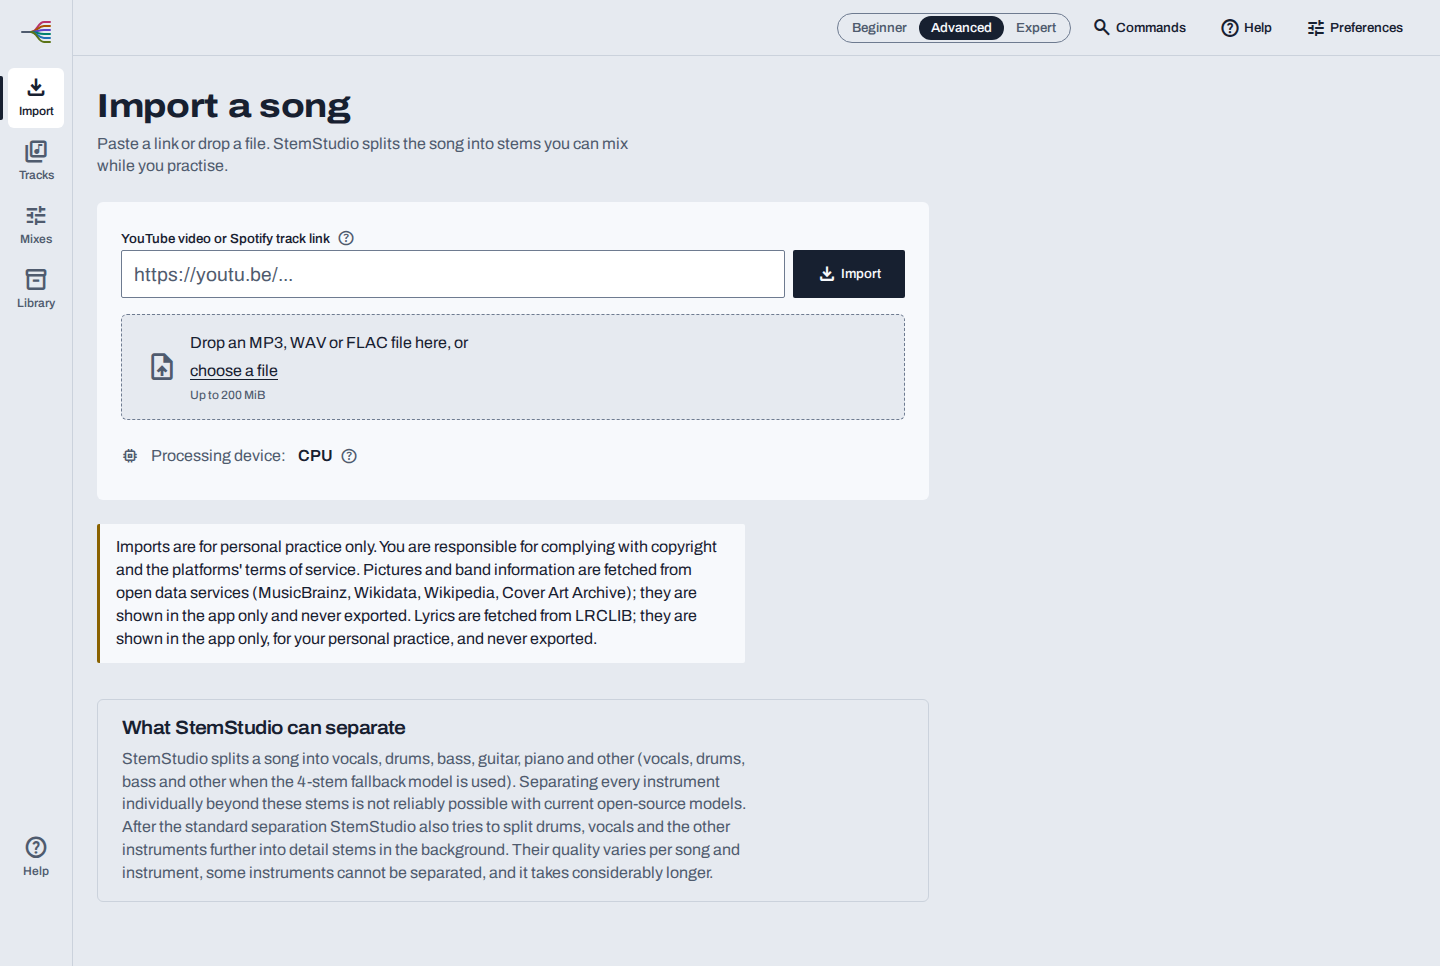 Beginner
Advanced
Expert
Commands
Help
Preferences
Import
Tracks
Mixes
Library
Help
Import a song
Paste a link or drop a file. StemStudio splits the song into stems you can mix
while you practise.
YouTube video or Spotify track link
https://youtu.be/...
Import
Drop an MP3, WAV or FLAC file here, or
choose a file
Up to 200 MiB
Processing device: CPU
Imports are for personal practice only. You are responsible for complying with copyright
and the platforms' terms of service. Pictures and band information are fetched from
open data services (MusicBrainz, Wikidata, Wikipedia, Cover Art Archive); they are
shown in the app only and never exported. Lyrics are fetched from LRCLIB; they are
shown in the app only, for your personal practice, and never exported.
What StemStudio can separate
StemStudio splits a song into vocals, drums, bass, guitar, piano and other (vocals, drums,
bass and other when the 4-stem fallback model is used). Separating every instrument
individually beyond these stems is not reliably possible with current open-source models.
After the standard separation StemStudio also tries to split drums, vocals and the other
instruments further into detail stems in the background. Their quality varies per song and
instrument, some instruments cannot be separated, and it takes considerably longer.